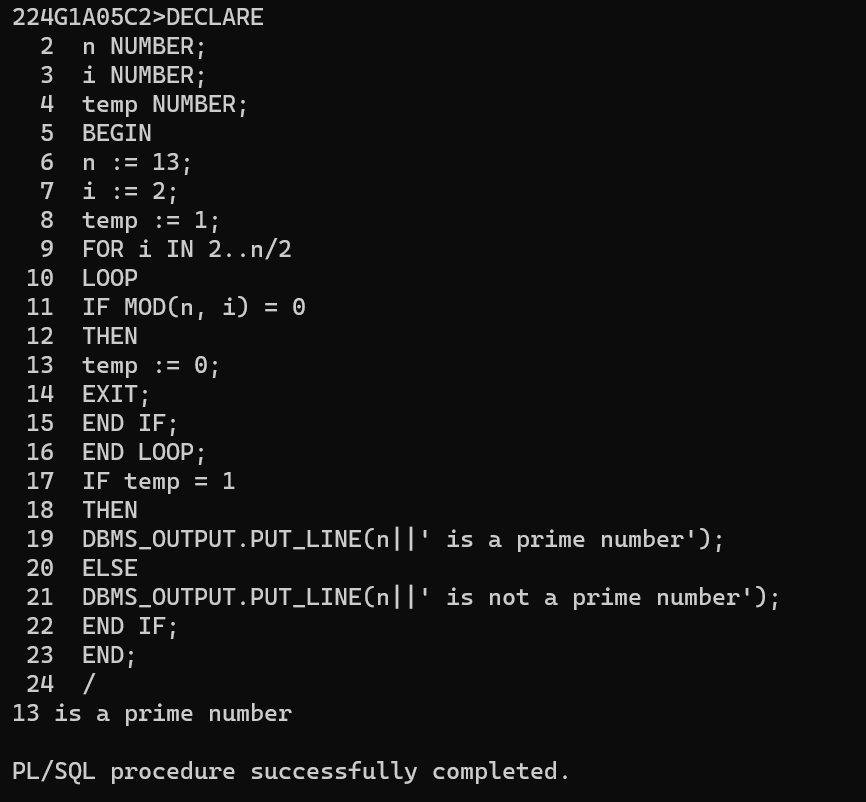 224G1A05C2>DECLARE
2 n NUMBER;
3 i NUMBER;
4 temp NUMBER;
5 BEGIN
6 n := 13;
7 i := 2;
8 temp := 1;
9 FOR i IN 2..n/2
10 LOOP
11 IF MOD(n, i) = 0
12 THEN
13 temp := 0;
14 EXIT;
15 END IF;
16 END LOOP;
17 IF temp = 1
18 THEN
19 DBMS_OUTPUT.PUT_LINE(n||' is a prime number');
20 ELSE
21 DBMS_OUTPUT.PUT_LINE(n||' is not a prime number');
22 END IF;
23 END;
24 /
13 is a prime number
PL/SQL procedure successfully completed.